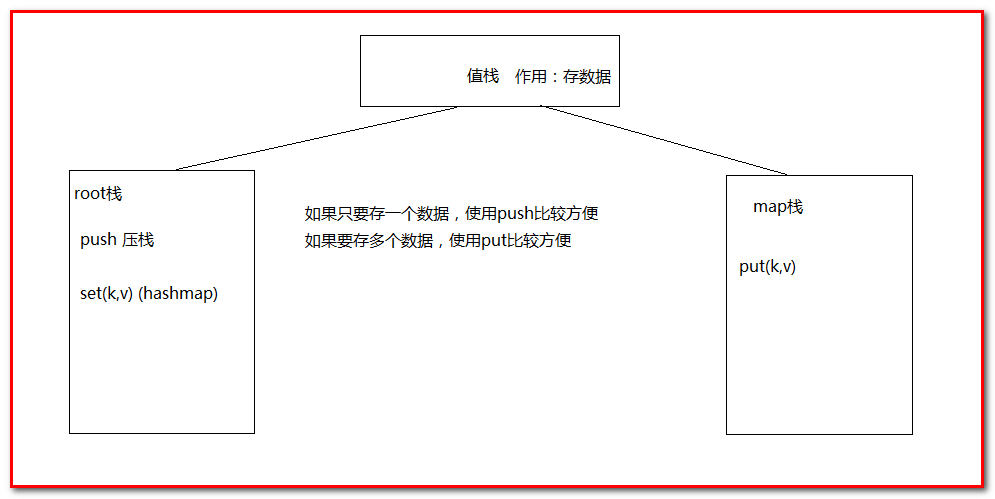 值栈 作用：存数据
root栈
push 压栈
set(k,v) (hashmap)
如果只要存一个数据，使用push比较方便
如果要存多个数据，使用put比较方便
map栈
put(k,v)